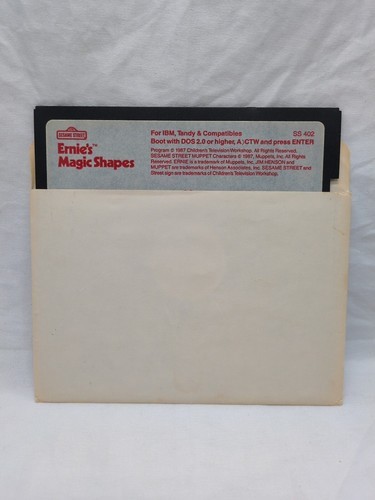 SESAME STREET
Ernie's™
Magic Shapes
For IBM, Tandy & Compatibles SS 402
Boot with DOS 2.0 or higher, A:\CTW and press ENTER
Program © 1987 Children's Television Workshop. All Rights Reserved.
SESAME STREET MUPPET Characters © 1987, Muppets, Inc. All Rights
Reserved. ERNIE is a trademark of Muppets, Inc. JIM HENSON and
MUPPET are trademarks of Henson Associates, Inc. SESAME STREET and
Street sign are trademarks of Children's Television Workshop.